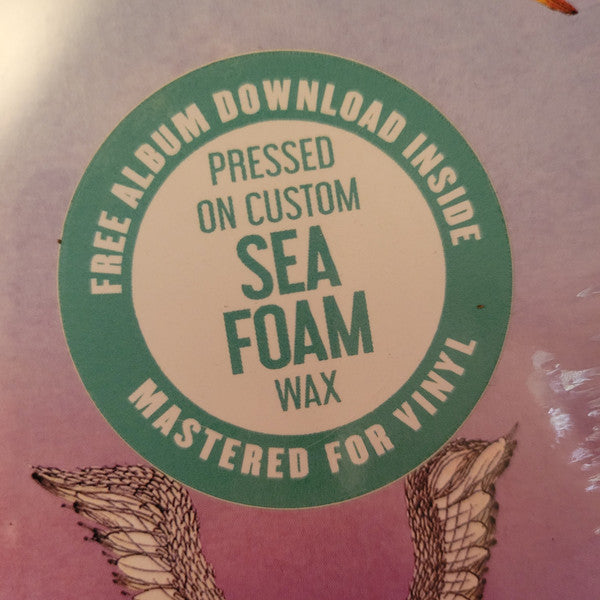 FREE ALBUM DOWNLOAD INSIDE
PRESSED
ON CUSTOM
SEA
FOAM
WAX
MASTERED FOR VINYL